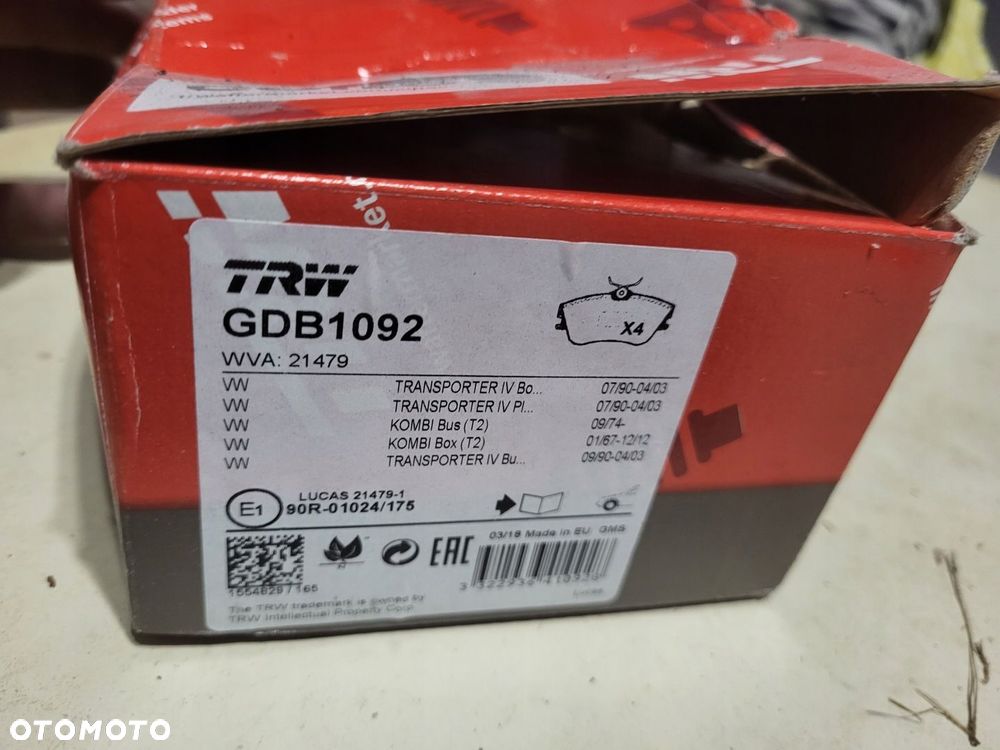 TRW
GDB1092
X4
WVA: 21479
VW TRANSPORTER IV Bo... 07/90-04/03
VW TRANSPORTER IV Pl... 07/90-04/03
VW KOMBI Bus (T2) 09/74-
VW KOMBI Box (T2) 01/67-12/12
VW TRANSPORTER IV Bu... 09/90-04/03
E1
LUCAS 21479-1
90R-01024/175
03/18 Made in EU: GMS
EAC
1554829 / 165
Lucas
The TRW trademark is owned by
TRW Intellectual Property Corp.
OTOMOTO